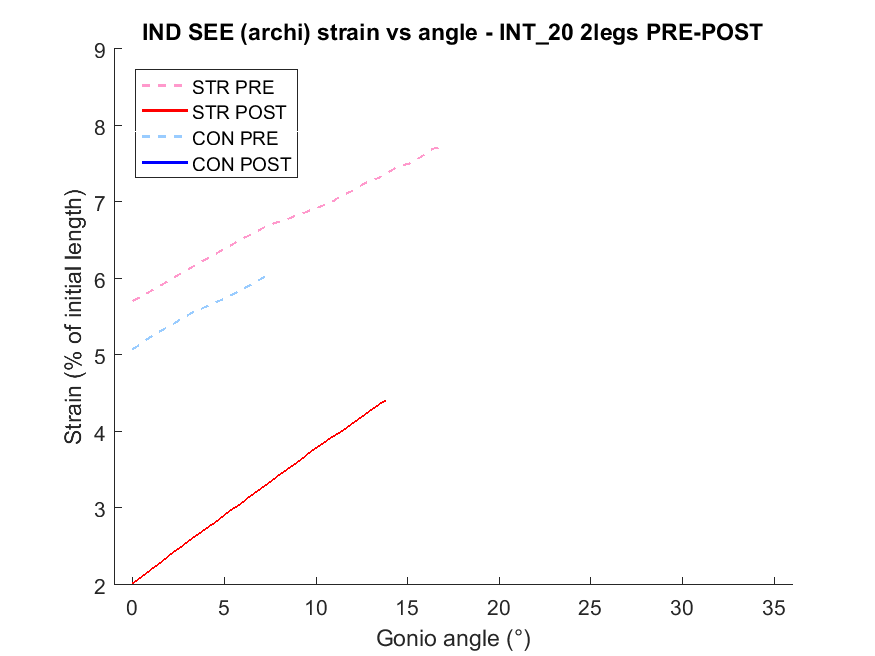 IND SEE (archi) strain vs angle - INT_20 2legs PRE-POST
STR PRE
STR POST
CON PRE
CON POST
Strain (% of initial length)
9
8
7
6
5
4
3
2
0 5 10 15 20 25 30 35
Gonio angle (°)